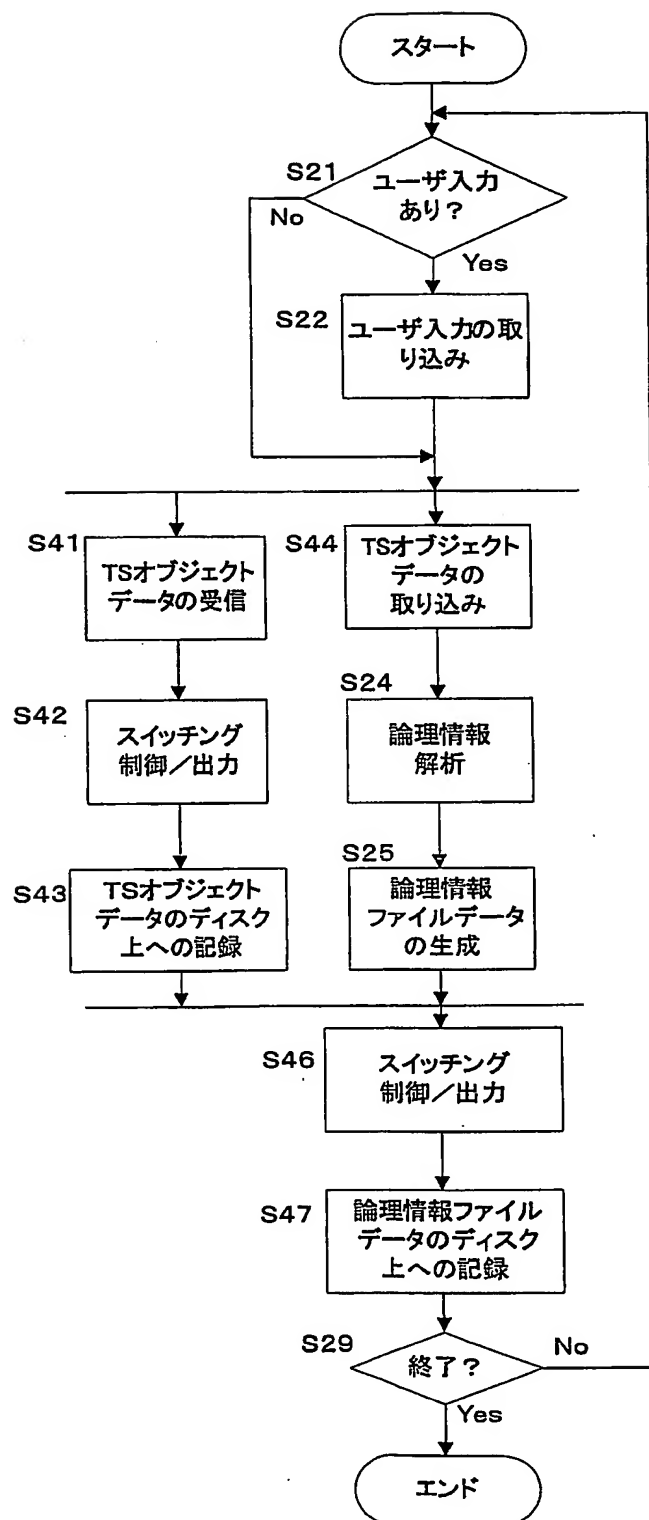 スタート
S21
ユーザ入力
あり?
No
Yes
S22
ユーザ入力の取
り込み
S41
TSオブジェクト
データの受信
S44
TSオブジェクト
データの
取り込み
S42
スイッチング
制御/出力
S24
論理情報
解析
S43
TSオブジェクト
データのディスク
上への記録
S25
論理情報
ファイルデータ
の生成
S46
スイッチング
制御/出力
S47
論理情報ファイル
データのディスク
上への記録
S29
終了?
No
Yes
エンド